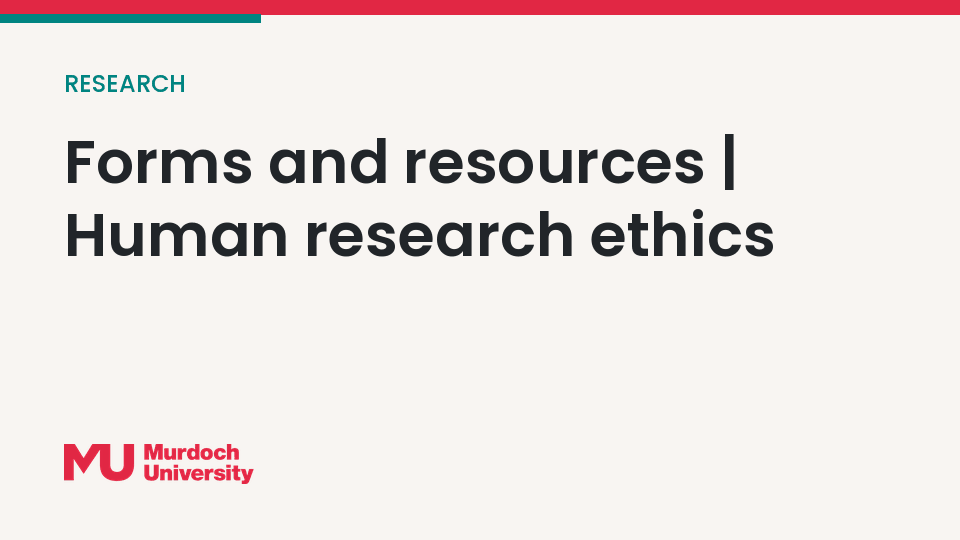 RESEARCH
Forms and resources |
Human research ethics
MU Murdoch
University